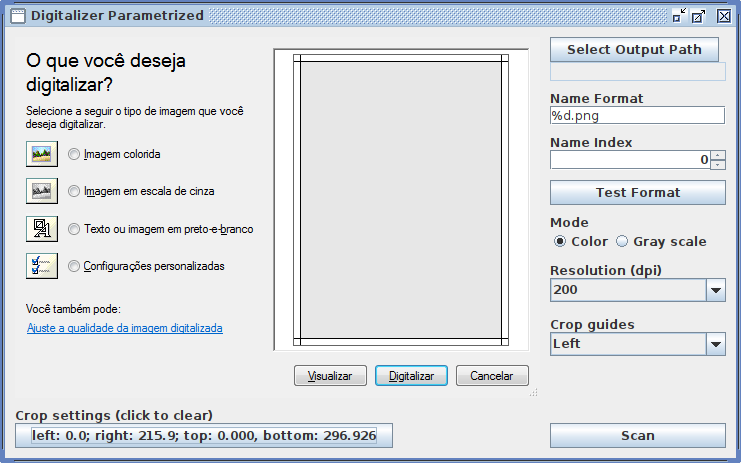 Digitalizer Parametrized
O que você deseja
digitalizar?
Selecione a seguir o tipo de imagem que você
deseja digitalizar.
Imagem colorida
Imagem em escala de cinza
Texto ou imagem em preto-e-branco
Configurações personalizadas
Você também pode:
Ajuste a qualidade da imagem digitalizada
Visualizar
Digitalizar
Cancelar
Select Output Path
Name Format
%d.png
Name Index
0
Test Format
Mode
Color
Gray scale
Resolution (dpi)
200
Crop guides
Left
Crop settings (click to clear)
left: 0.0; right: 215.9; top: 0.000, bottom: 296.926
Scan